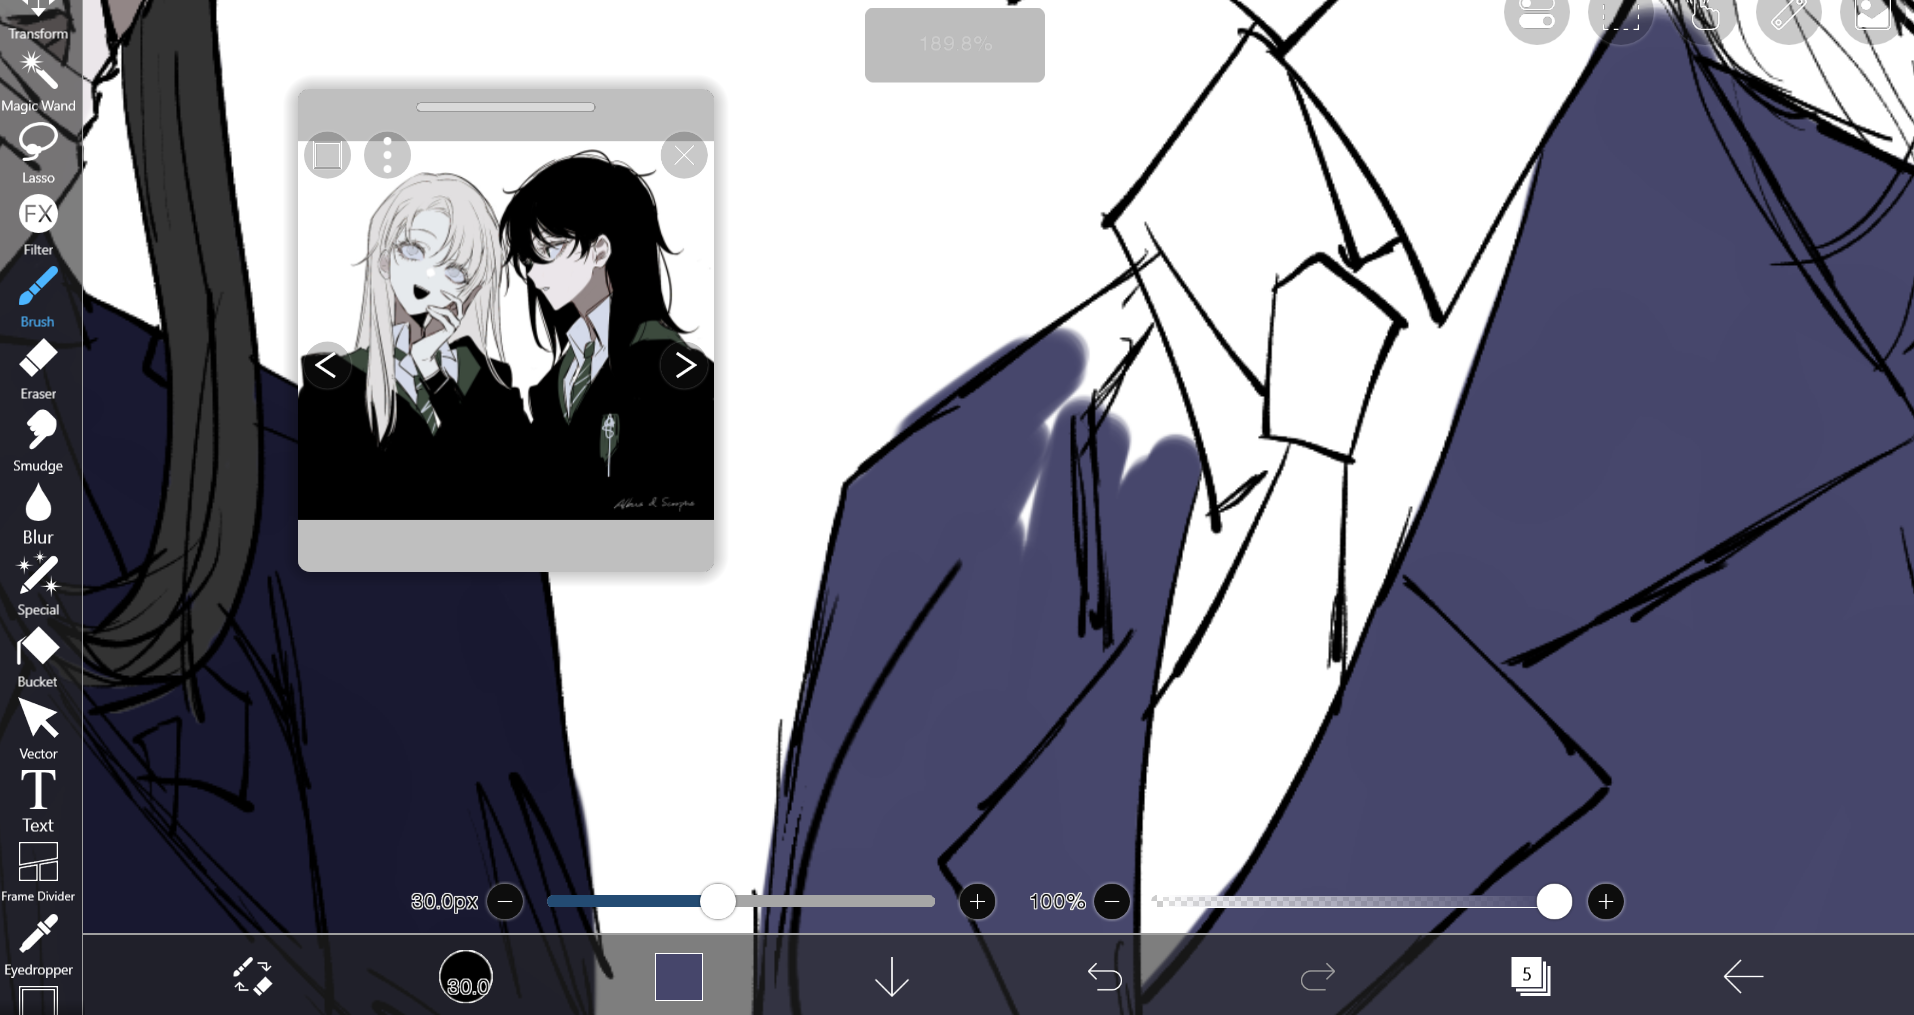 Transform
189.8%
Magic Wand
Lasso
FX
Filter
Brush
Eraser
Smudge
Blur
Special
Bucket
Vector
T
Text
Frame Divider
Eyedropper
30.0px
100%
30.0
5